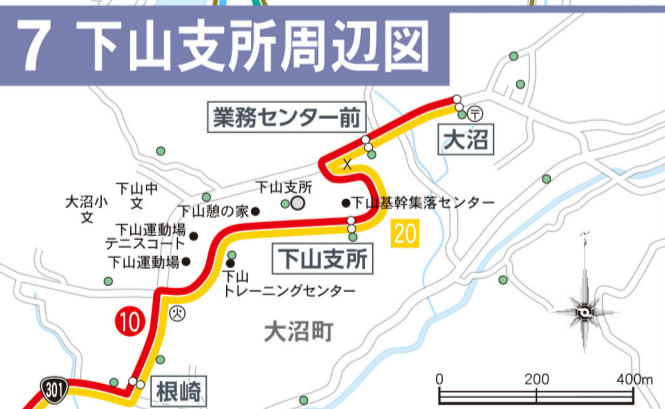 7 下山支所周辺図
業務センター前
大沼
〒
X
下山支所
下山中
文
大沼小
文
下山憩の家
下山基幹集落センター
下山運動場
テニスコート
下山運動場
20
下山支所
下山
トレーニングセンター
10
火
大沼町
301
根崎
0 200 400m